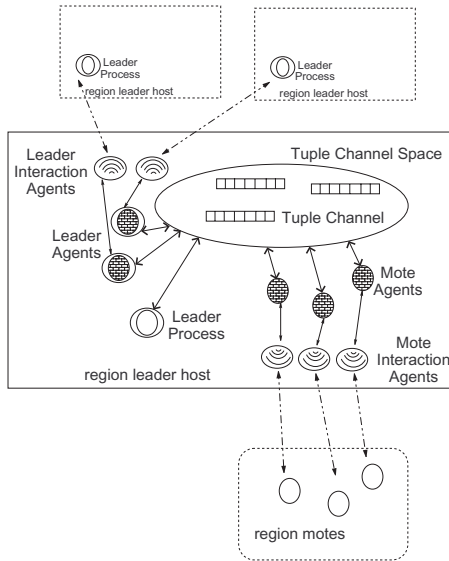 Leader
Process
region leader host
Leader
Process
region leader host
Leader
Interaction
Agents
Tuple Channel Space
Tuple Channel
Leader
Agents
Mote
Agents
Leader
Process
Mote
Interaction
Agents
region leader host
region motes